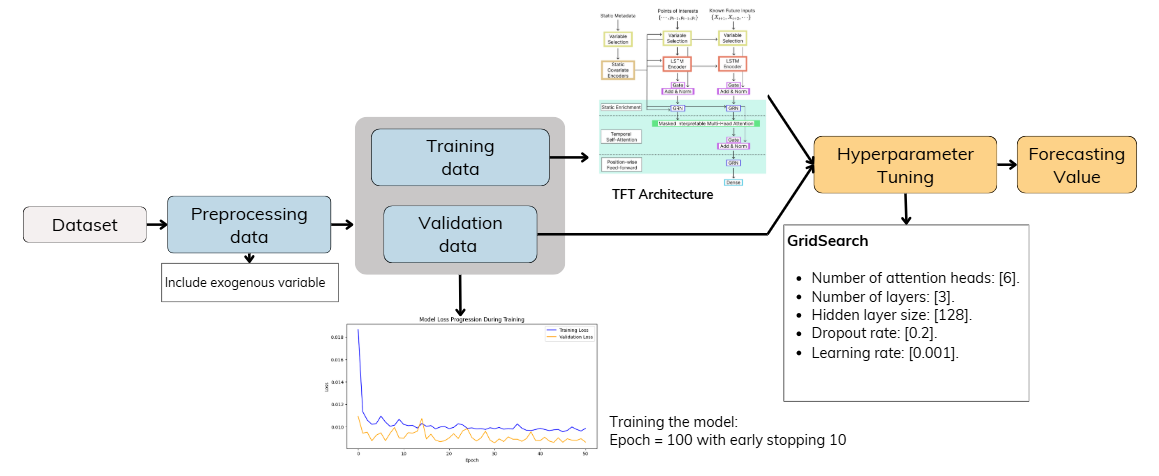 Dataset
Preprocessing
data
Include exogenous variable
Training
data
Validation
data
Static Metadata
Variable
Selection
Static
Covariate
Encoders
Points of Interests
Variable
Selection
LSTM
Encoder
Gate
Add & Norm
GRN
Known Future Inputs
Variable
Selection
LSTM
Encoder
Gate
Add & Norm
GRN
Static Enrichment
Masked Interpretable Multi-Head Attention
Temporal
Self-Attention
Gate
Add & Norm
Position-wise
Feed-forward
GRN
Dense
TFT Architecture
Hyperparameter
Tuning
Forecasting
Value
GridSearch
• Number of attention heads: [6].
• Number of layers: [3].
• Hidden layer size: [128].
• Dropout rate: [0.2].
• Learning rate: [0.001].
Model Loss Progression During Training
Training Loss
Validation Loss
Loss
0.018
0.016
0.014
0.012
0.010
0 10 20 30 40 50
Epoch
Training the model:
Epoch = 100 with early stopping 10